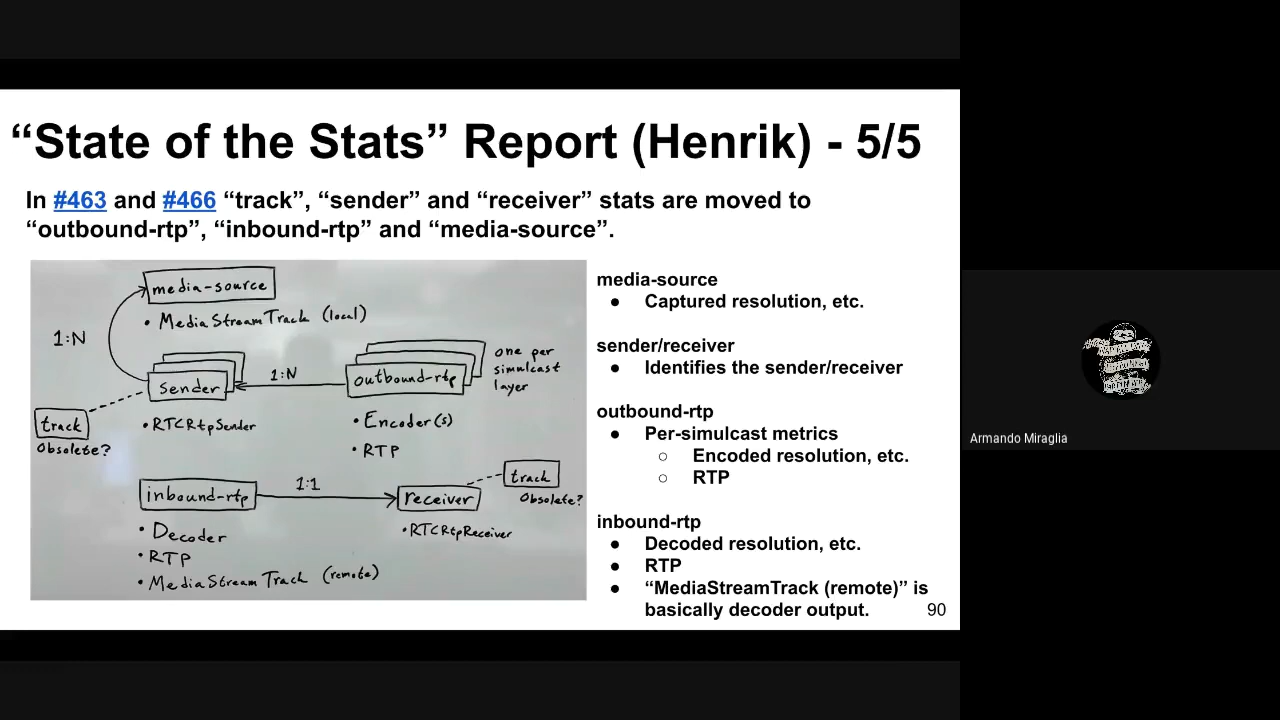 “State of the Stats” Report (Henrik) - 5/5
In #463 and #466 “track”, “sender” and “receiver” stats are moved to
“outbound-rtp”, “inbound-rtp” and “media-source”.
media-source
• MediaStreamTrack (local)
1:N
sender
1:N
outbound-rtp
one per
simulcast
layer
track
Obsolete?
• RTCRtpSender
• Encoder(s)
• RTP
inbound-rtp
1:1
receiver
track
Obsolete?
• Decoder
• RTP
• MediaStreamTrack (remote)
• RTCRtpReceiver
media-source
● Captured resolution, etc.
sender/receiver
● Identifies the sender/receiver
outbound-rtp
● Per-simulcast metrics
○ Encoded resolution, etc.
○ RTP
inbound-rtp
● Decoded resolution, etc.
● RTP
● “MediaStreamTrack (remote)” is
basically decoder output.
90
Armando Miraglia